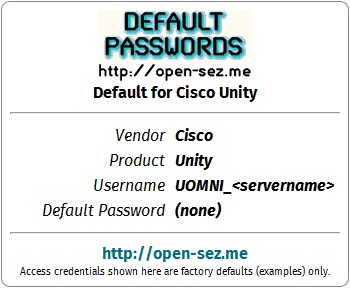 DEFAULT
PASSWORDS
http://open-sez.me
Default for Cisco Unity
Vendor Cisco
Product Unity
Username UOMNI_<servername>
Default Password (none)
http://open-sez.me
Access credentials shown here are factory defaults (examples) only.